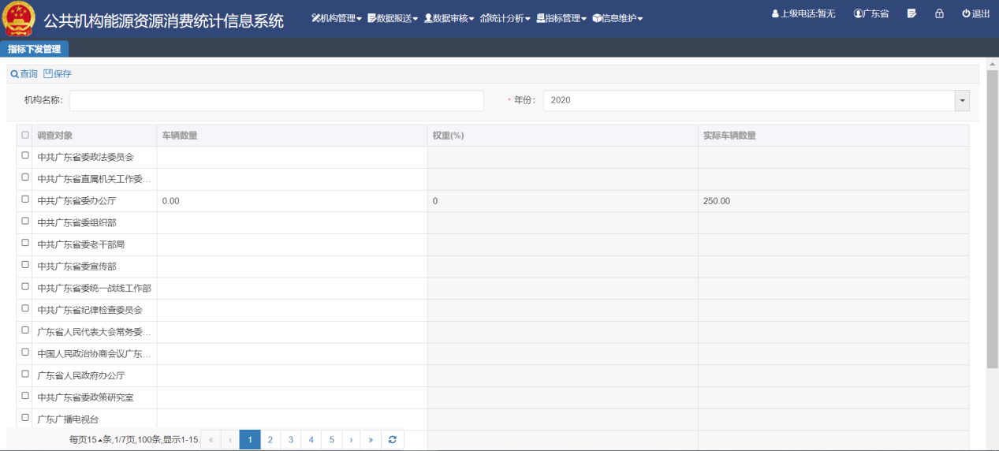 公共机构能源资源消费统计信息系统 机构管理 数据报送 数据审核 统计分析 指标管理 信息维护 上级电话:暂无 广东省 退出
指标下发管理
查询 保存
机构名称: * 年份: 2020
调查对象 车辆数量 权重(%) 实际车辆数量
中共广东省委政法委员会
中共广东省直属机关工作委...
中共广东省委办公厅 0.00 0 250.00
中共广东省委组织部
中共广东省委老干部局
中共广东省委宣传部
中共广东省委统一战线工作部
中共广东省纪律检查委员会
广东省人民代表大会常务委...
中国人民政治协商会议广东...
广东省人民政府办公厅
中共广东省委政策研究室
广东广播电视台
每页15条,1/7页,100条,显示1-15. « ‹ 1 2 3 4 5 › »